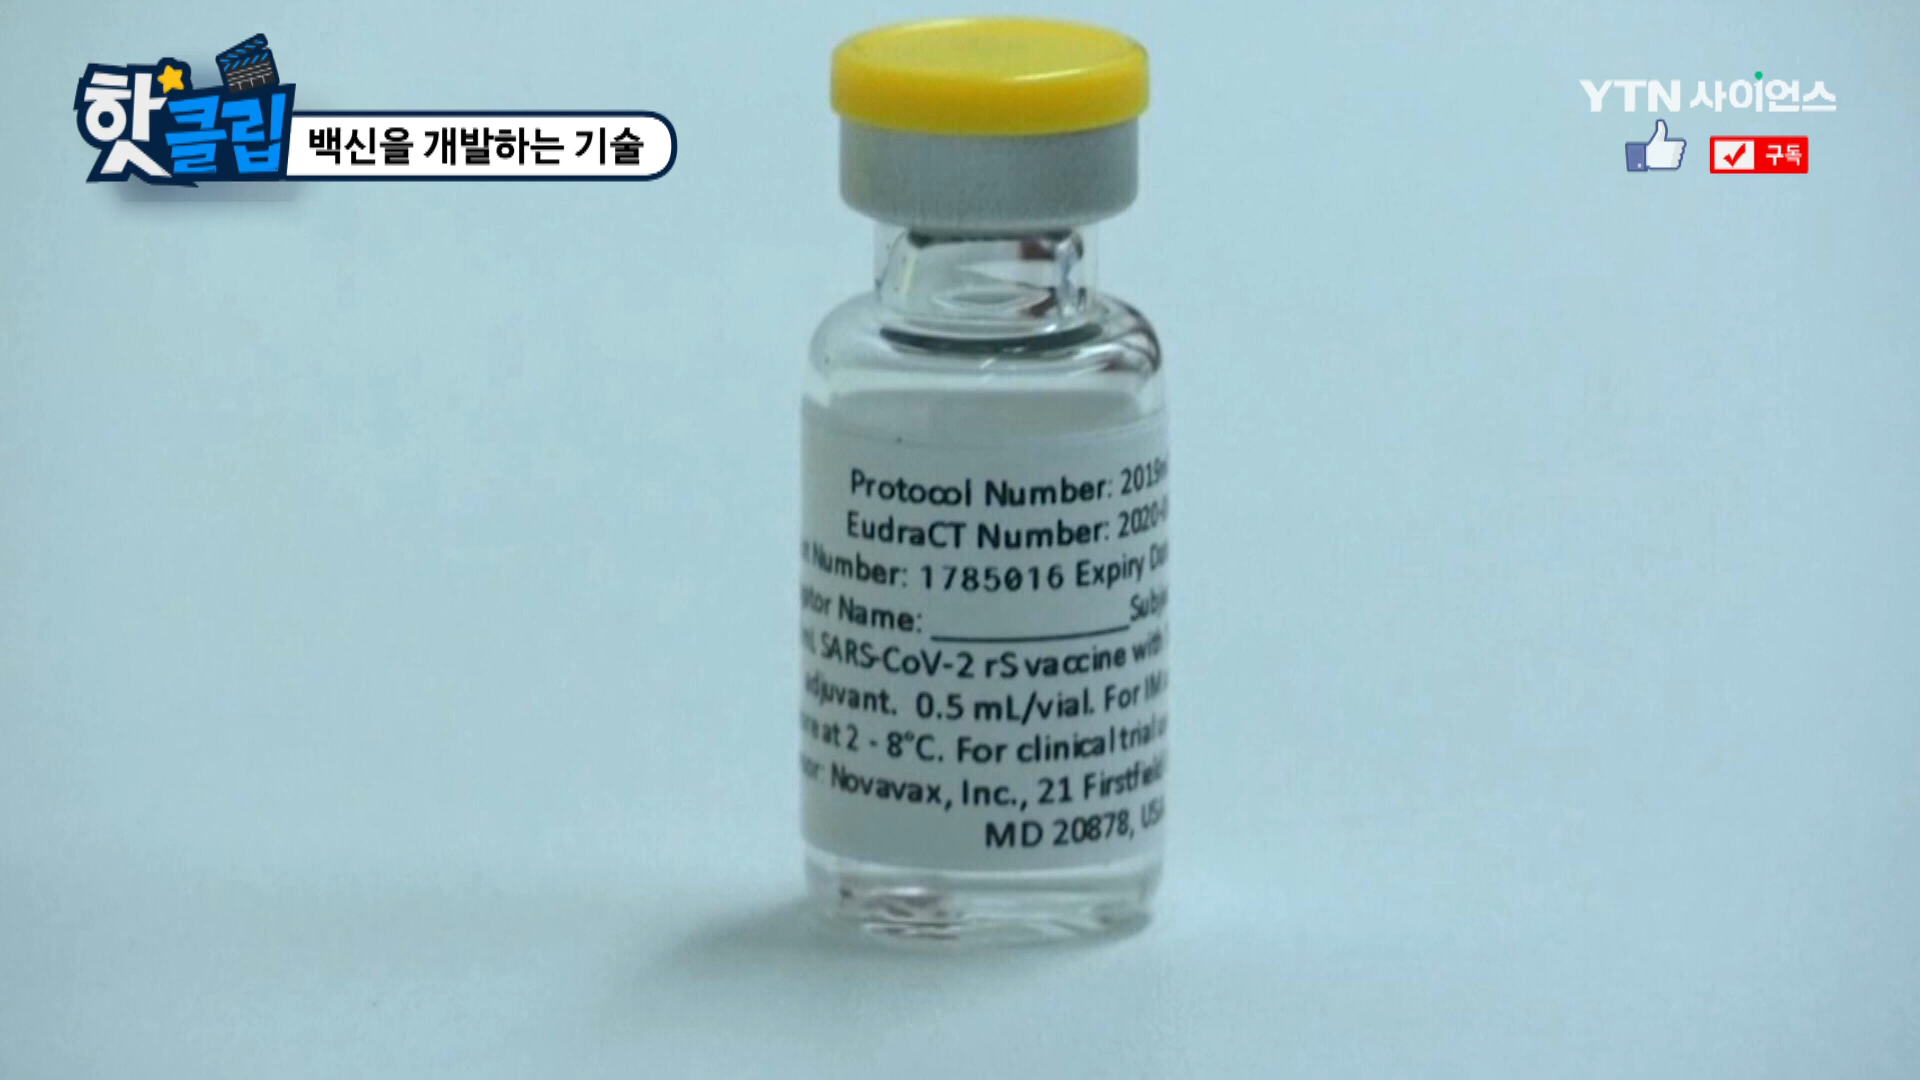 핫클립
백신을 개발하는 기술
YTN 사이언스
구독
Protocol Number:
EudraCT Number:
Number: 1785016 Expiry
Name:
SARS-CoV-2 rS vaccine with
adjuvant. 0.5 mL/vial. For IM
at 2 - 8°C. For clinical trial
Novavax, Inc., 21 Firstfield
MD 20878, USA